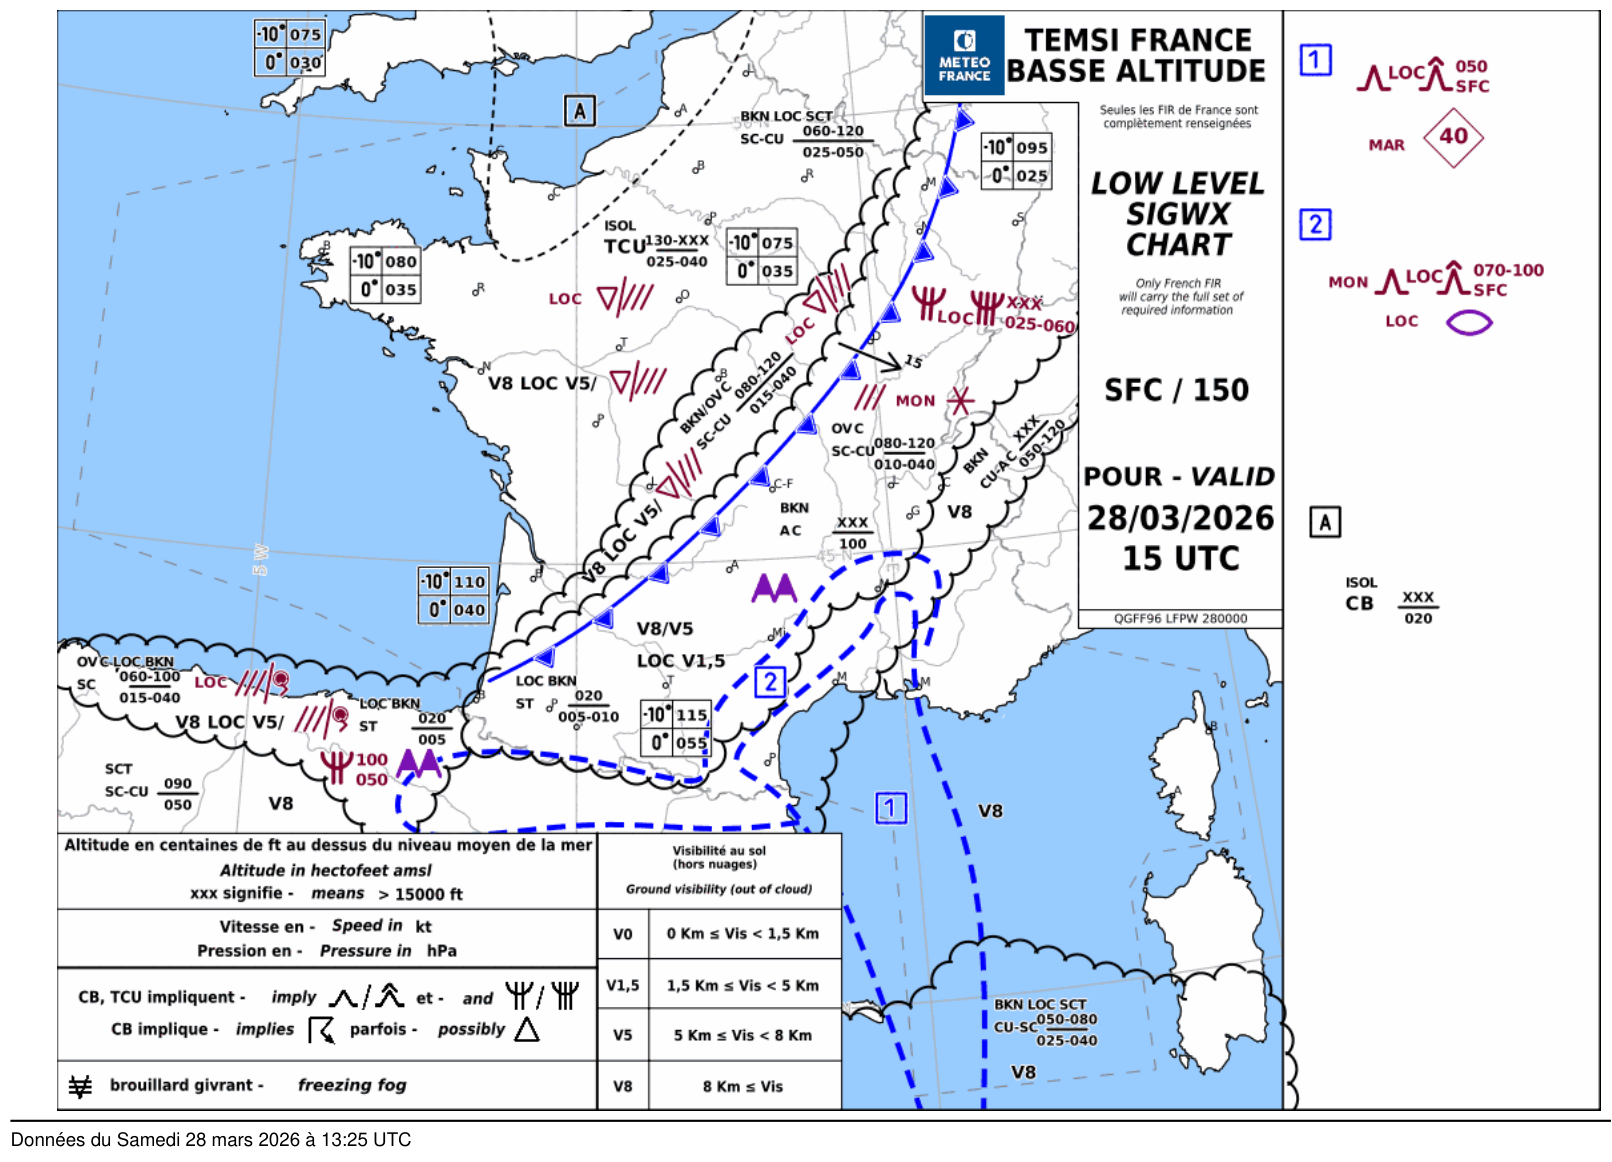 -10° 075
0° 030
A
BKN LOC SCT
SC-CU 060-120
025-050
METEO
FRANCE
TEMSI FRANCE
BASSE ALTITUDE
Seules les FIR de France sont
complètement renseignées
LOW LEVEL
SIGWX
CHART
Only French FIR
will carry the full set of
required information
SFC / 150
POUR - VALID
28/03/2026
15 UTC
QGFF96 LFPW 280000
1
LOC 050
SFC
MAR 40
2
MON LOC 070-100
SFC
LOC
A
ISOL
CB XXX
020
-10° 095
0° 025
ISOL
TCU 130-XXX
025-040
-10° 075
0° 035
-10° 080
0° 035
LOC
LOC
LOC XXX
025-060
15
V8 LOC V5/
BKN/OVC
SC-CU 080-120
015-040
MON
OVC
SC-CU 080-120
010-040
BKN
CU-AC XXX
050-120
V8
C-F
BKN
AC XXX
100
45 N
5 W
V8 LOC V5/
-10° 110
0° 040
V8/V5
LOC V1,5
2
LOC BKN
ST 020
005-010
-10° 115
0° 055
OVC LOC BKN
SC 060-100
015-040
LOC
V8 LOC V5/
LOC BKN
ST 020
005
100
050
SCT
SC-CU 090
050
V8
1
V8
BKN LOC SCT
CU-SC 050-080
025-040
V8
Altitude en centaines de ft au dessus du niveau moyen de la mer
Altitude in hectofeet amsl
xxx signifie - means > 15000 ft
Vitesse en - Speed in kt
Pression en - Pressure in hPa
CB, TCU impliquent - imply / et - and /
CB implique - implies parfois - possibly
brouillard givrant - freezing fog
Visibilité au sol
(hors nuages)
Ground visibility (out of cloud)
V0 0 Km ≤ Vis < 1,5 Km
V1,5 1,5 Km ≤ Vis < 5 Km
V5 5 Km ≤ Vis < 8 Km
V8 8 Km ≤ Vis
Données du Samedi 28 mars 2026 à 13:25 UTC